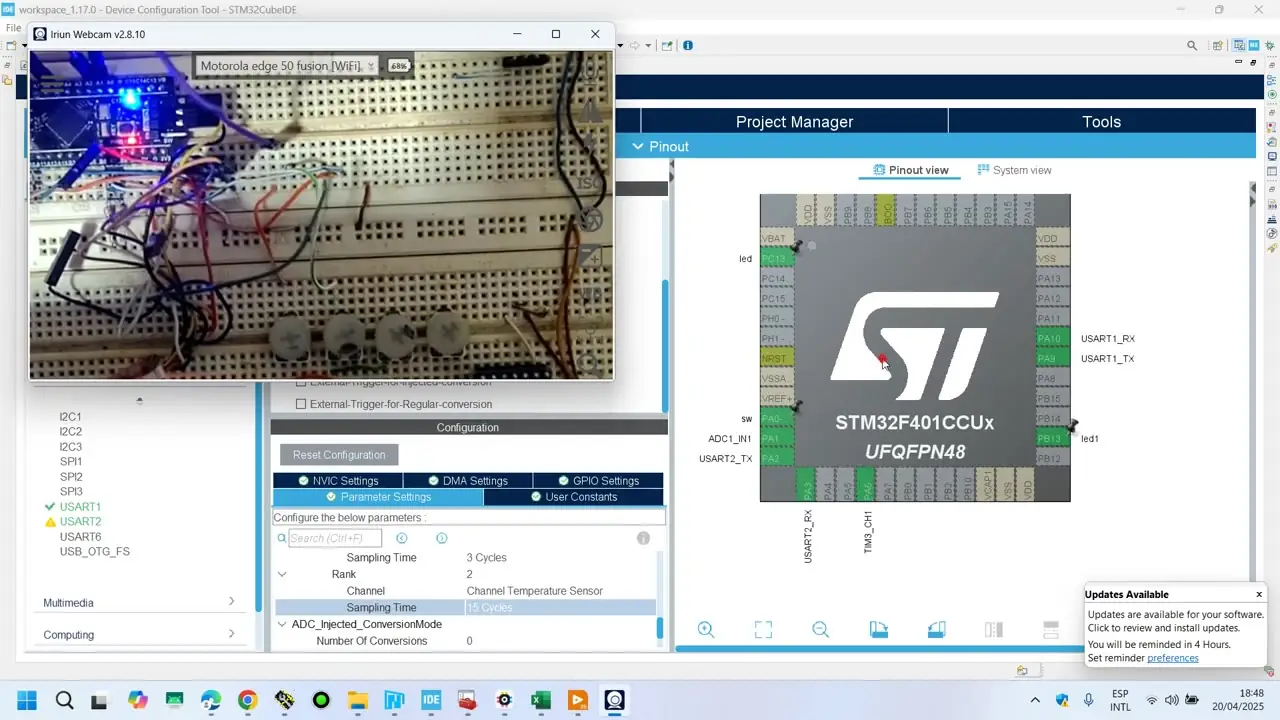 workspace_1.17.0 - Device Configuration Tool - STM32CubeIDE
File
Iriun Webcam v2.8.10
Motorola edge 50 fusion [WiFi]
68%
Project Manager
Tools
Pinout
Pinout view
System view
VDD
VSS
PB9
PB8
BOO
PB7
PB6
PB5
PB4
PB3
PA15
PA14
VBAT
PC13
PC14
PC15
PH0 -
PH1 -
NRST
VSSA
VREF+
PA0-
PA1
PA2
led
sw
ADC1_IN1
USART2_TX
STM32F401CCUx
UFQFPN48
VDD
VSS
PA13
PA12
PA11
PA10
PA9
PA8
PB15
PB14
PB13
PB12
USART1_RX
USART1_TX
led1
PA3
PA4
PA5
PA6
PA7
PB0
PB1
PB2
PB10
VCAP1
VSS
VDD
USART2_RX
TIM3_CH1
External-Trigger-for-Injected-conversion
External-Trigger-for-Regular-conversion
Configuration
Reset Configuration
NVIC Settings
DMA Settings
GPIO Settings
Parameter Settings
User Constants
Configure the below parameters :
Search (Ctrl+F)
Sampling Time 3 Cycles
Rank 2
Channel Channel Temperature Sensor
Sampling Time 15 Cycles
ADC_Injected_ConversionMode
Number Of Conversions 0
I2C1
I2C2
I2C3
SPI1
SPI2
SPI3
USART1
USART2
USART6
USB_OTG_FS
Multimedia
Computing
Updates Available
Updates are available for your software.
Click to review and install updates.
You will be reminded in 4 Hours.
Set reminder preferences
ESP
INTL
18:48
20/04/2025